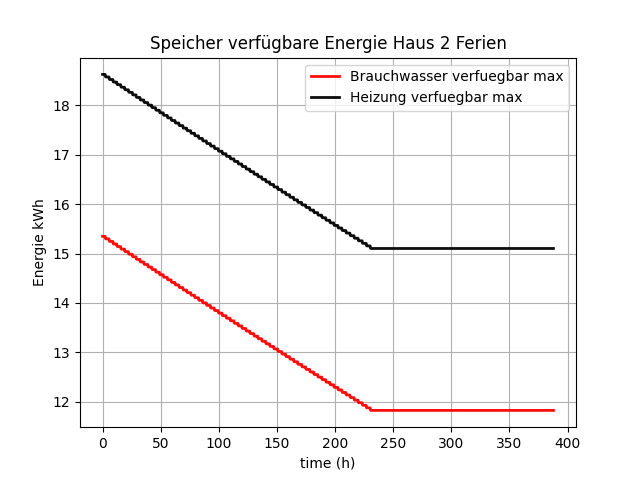 Speicher verfügbare Energie Haus 2 Ferien
Brauchwasser verfuegbar max
Heizung verfuegbar max
Energie kWh
18
17
16
15
14
13
12
0 50 100 150 200 250 300 350 400
time (h)